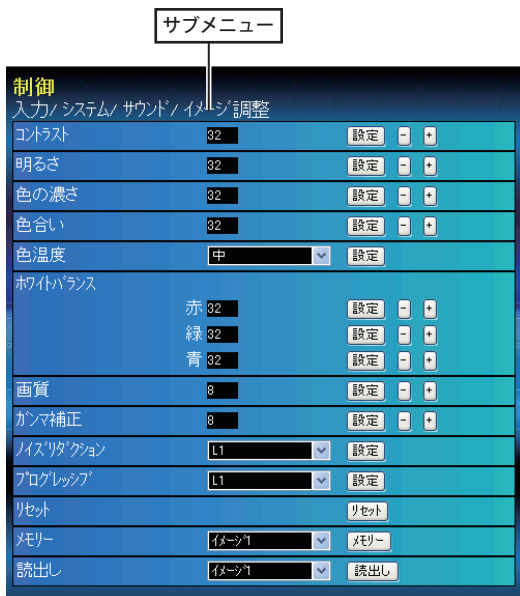 サブメニュー
制御
入力/ システム/ サウンド/ イメージ調整
コントラスト 32 設定 - +
明るさ 32 設定 - +
色の濃さ 32 設定 - +
色合い 32 設定 - +
色温度 中 設定
ホワイトバランス
赤 32 設定 - +
緑 32 設定 - +
青 32 設定 - +
画質 8 設定 - +
ガンマ補正 8 設定 - +
ノイズリダクション L1 設定
プログレッシブ L1 設定
リセット リセット
メモリー イメージ1 メモリー
読出し イメージ1 読出し